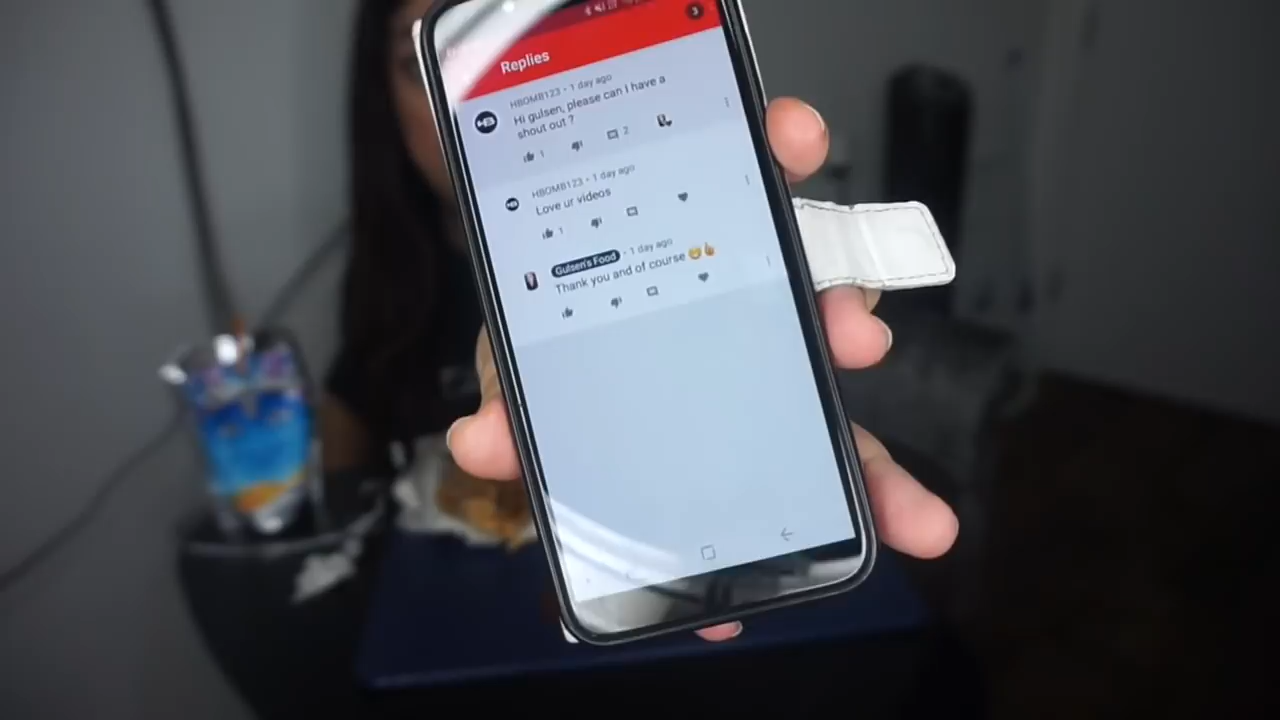 Replies
3
HBOMB123 • 1 day ago
Hi gulsen, please can I have a
shout out ?
1
2
HBOMB123 • 1 day ago
Love ur videos
1
Gulsen's Food • 1 day ago
Thank you and of course 😁👍